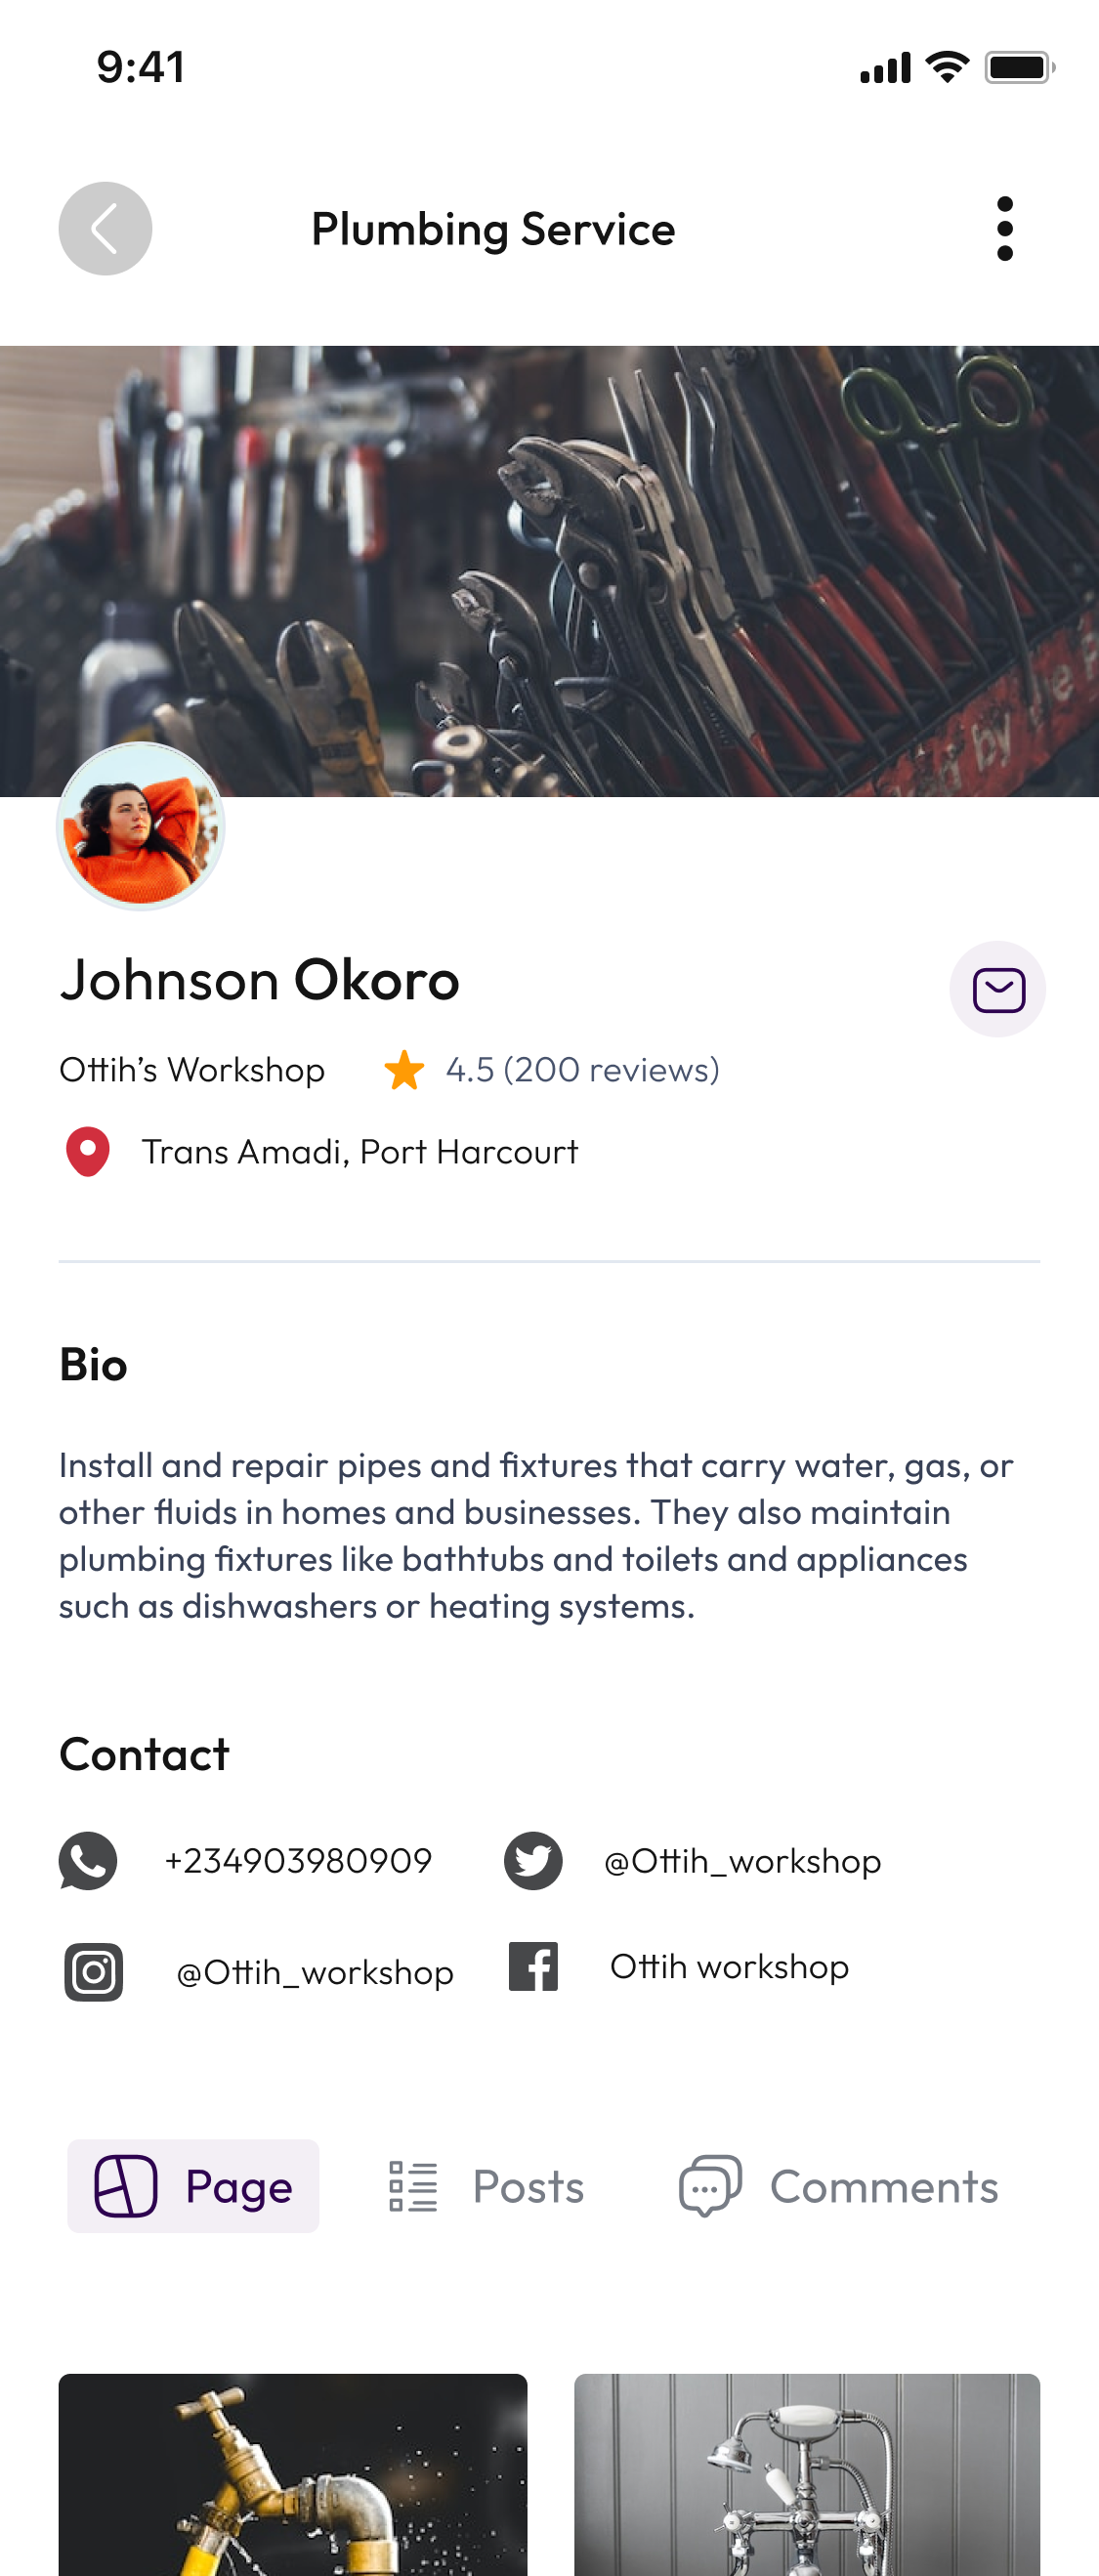 9:41
Plumbing Service
by
Johnson Okoro
Ottih’s Workshop 4.5 (200 reviews)
Trans Amadi, Port Harcourt
Bio
Install and repair pipes and fixtures that carry water, gas, or
other fluids in homes and businesses. They also maintain
plumbing fixtures like bathtubs and toilets and appliances
such as dishwashers or heating systems.
Contact
+234903980909 @Ottih_workshop
@Ottih_workshop Ottih workshop
Page Posts Comments